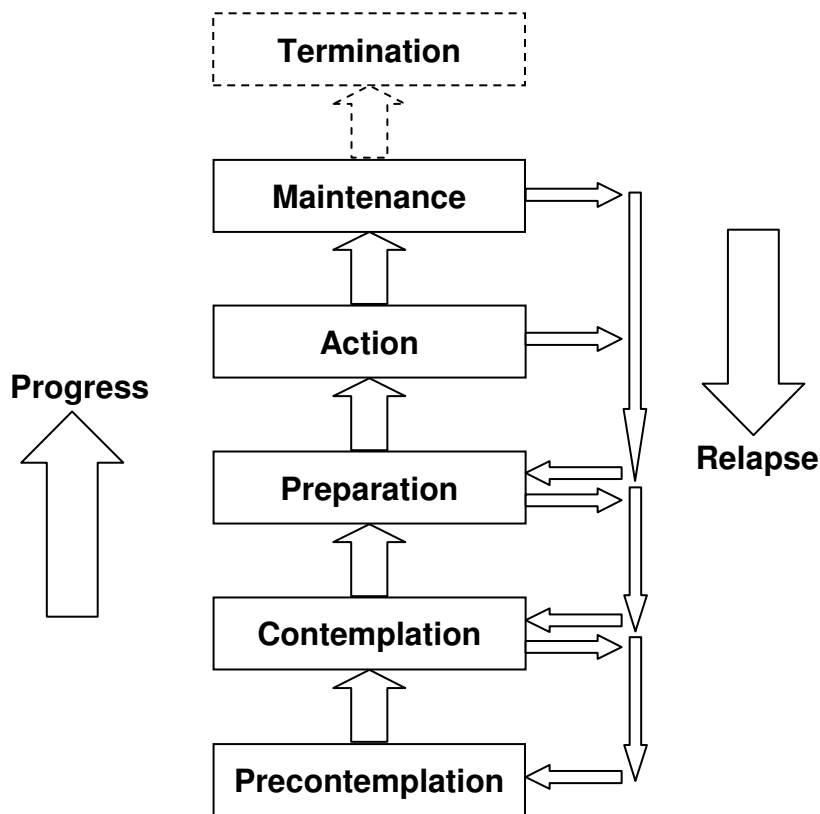 Termination
Maintenance
Action
Progress
Relapse
Preparation
Contemplation
Precontemplation